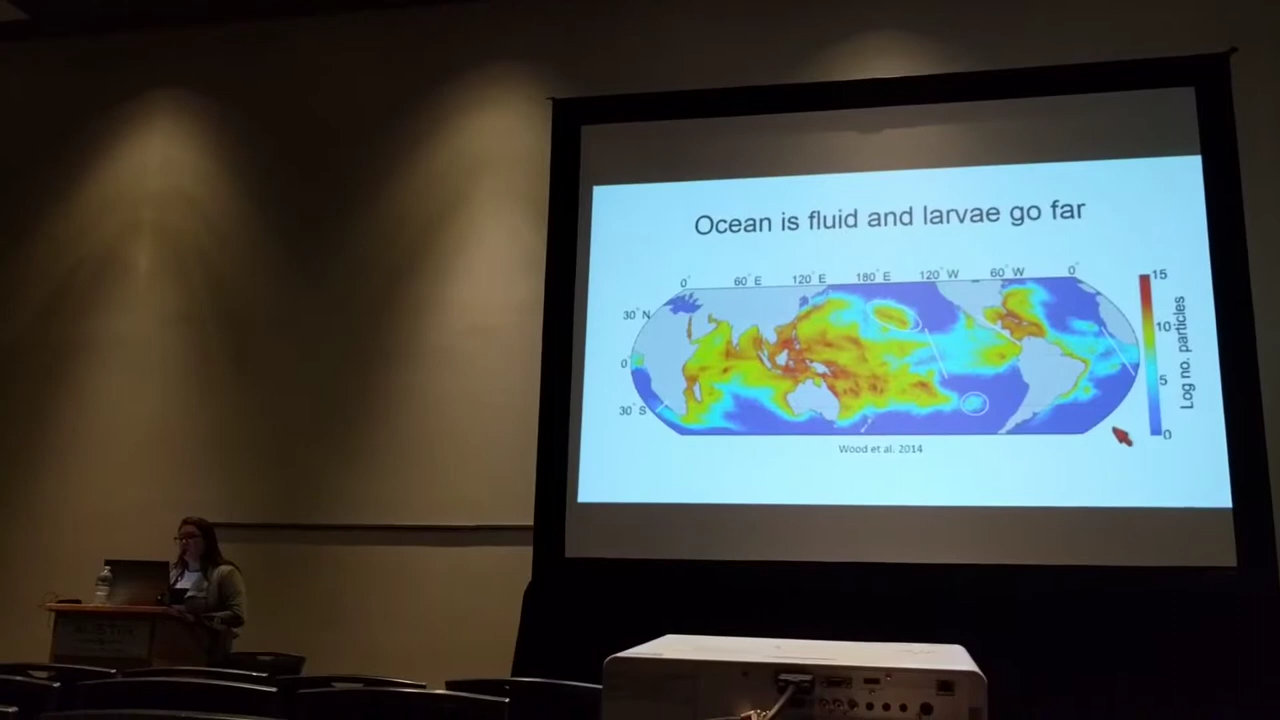 Ocean is fluid and larvae go far
0° 60° E 120° E 180° E 120° W 60° W 0°
30° N
0°
30° S
15
10
5
0
Log no. particles
Wood et al. 2014